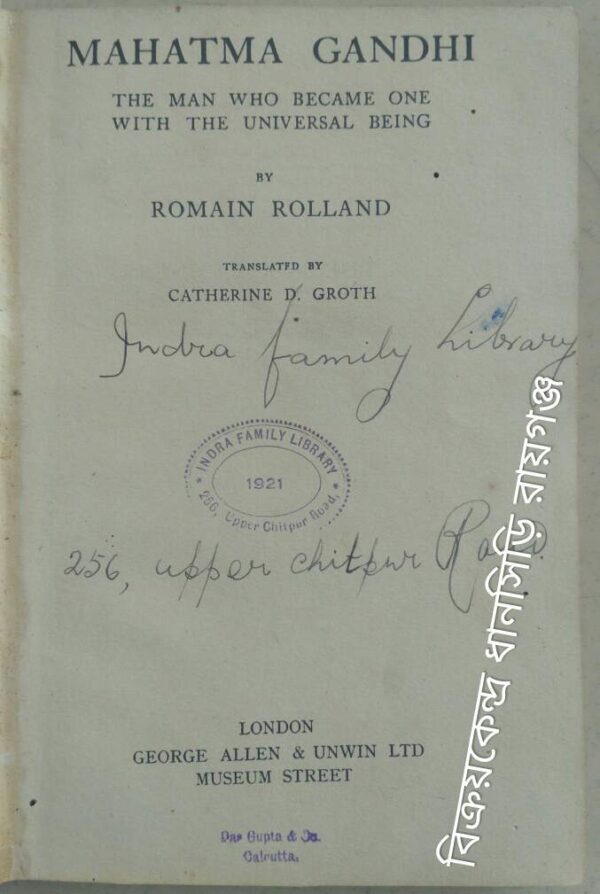 MAHATMA GANDHI
THE MAN WHO BECAME ONE
WITH THE UNIVERSAL BEING
BY
ROMAIN ROLLAND
TRANSLATED BY
CATHERINE D. GROTH
Indra family Library
* INDRA FAMILY LIBRARY *
1921
256, Upper Chitpur Road,
256, upper chitpur Road
LONDON
GEORGE ALLEN & UNWIN LTD
MUSEUM STREET
Das Gupta & Co.
Calcutta.
বিক্রয়কেন্দ্র ধানসিড়ি রায়গঞ্জ